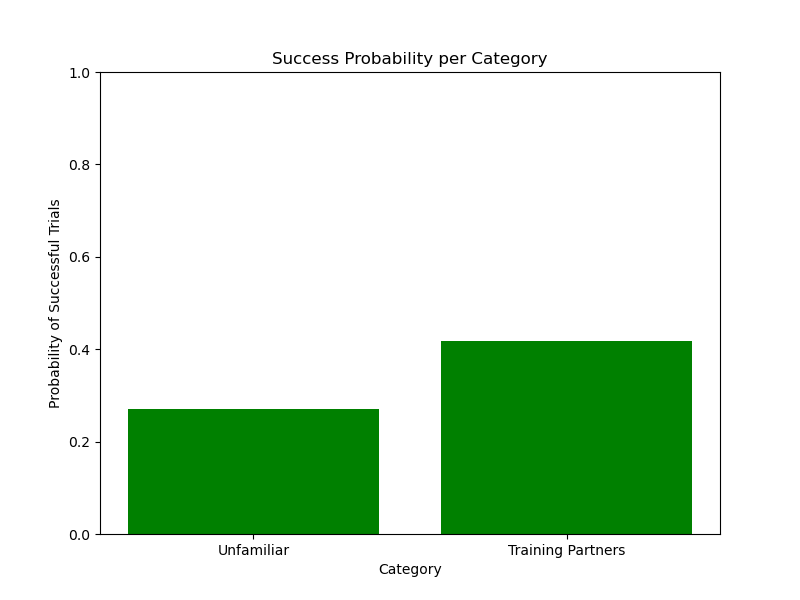 Success Probability per Category
Probability of Successful Trials
1.0
0.8
0.6
0.4
0.2
0.0
Unfamiliar
Training Partners
Category